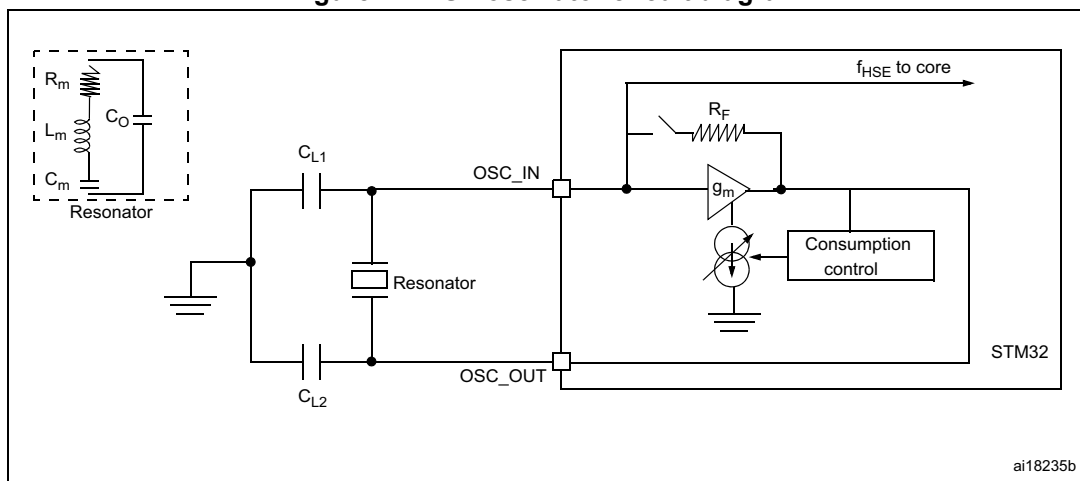 R_m
L_m
C_O
C_m
Resonator
C_L1
C_L2
Resonator
OSC_IN
OSC_OUT
f_HSE to core
R_F
g_m
Consumption
control
STM32
ai18235b